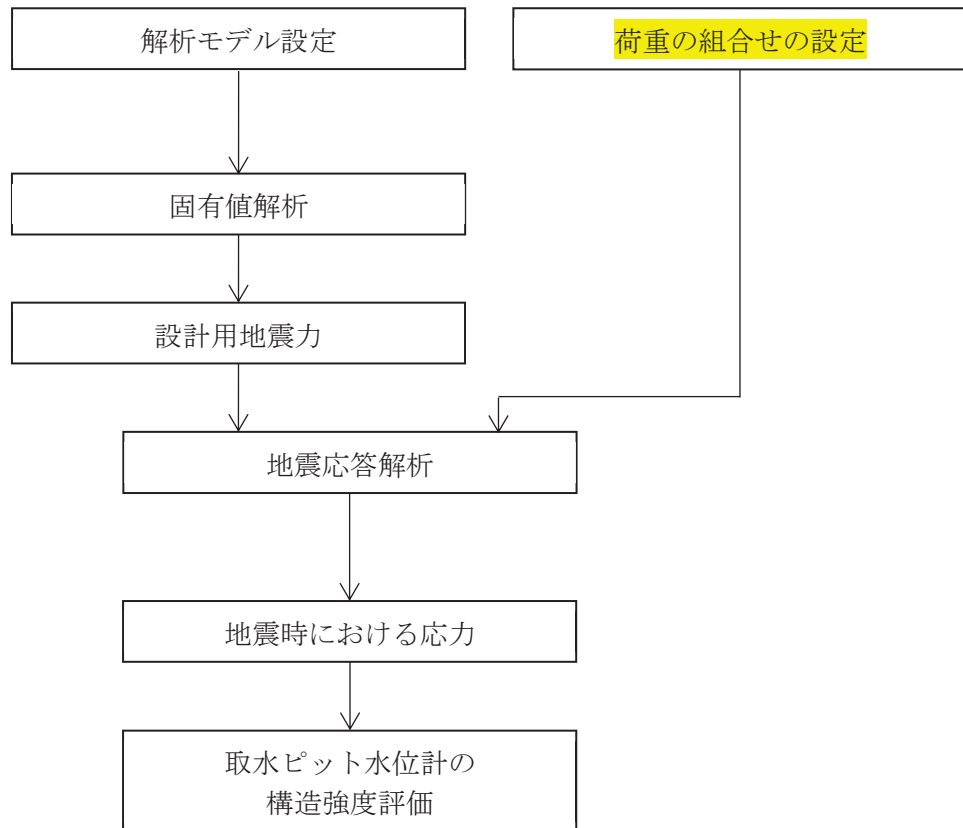 解析モデル設定
荷重の組合せの設定
固有値解析
設計用地震力
地震応答解析
地震時における応力
取水ピット水位計の
構造強度評価